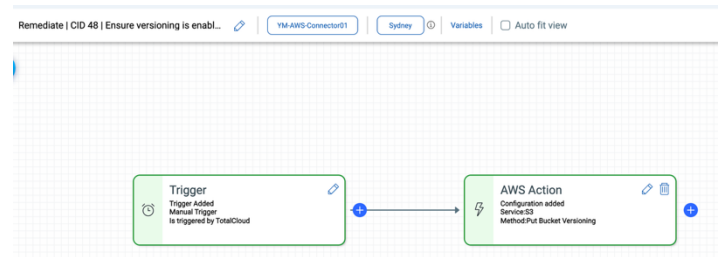 Remediate | CID 48 | Ensure versioning is enabl...
YM-AWS-Connector01
Sydney
Variables
Auto fit view
Trigger
Trigger Added
Manual Trigger
Is triggered by TotalCloud
AWS Action
Configuration added
Service:S3
Method:Put Bucket Versioning